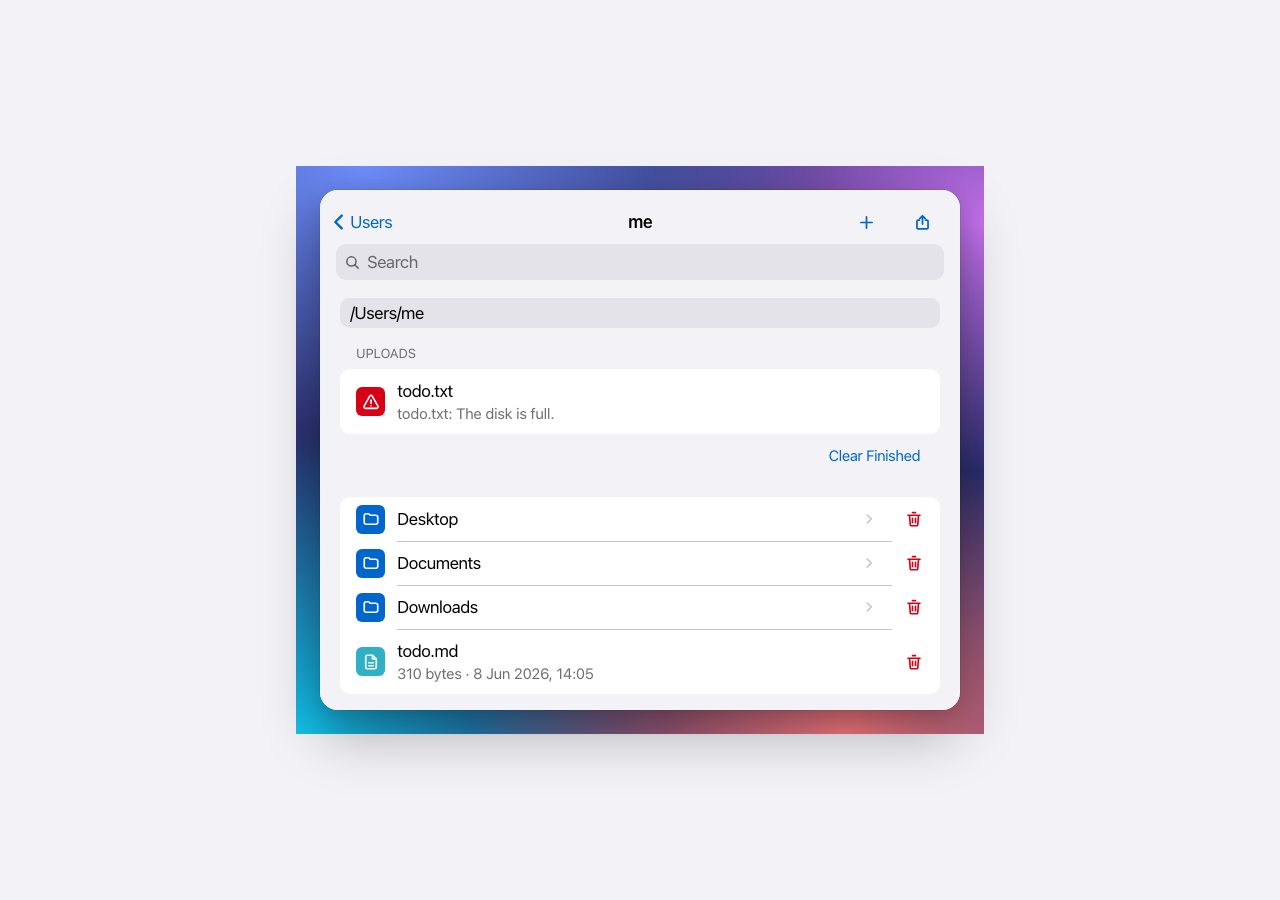 Users
me
Search
/Users/me
UPLOADS
todo.txt
todo.txt: The disk is full.
Clear Finished
Desktop
Documents
Downloads
todo.md
310 bytes · 8 Jun 2026, 14:05